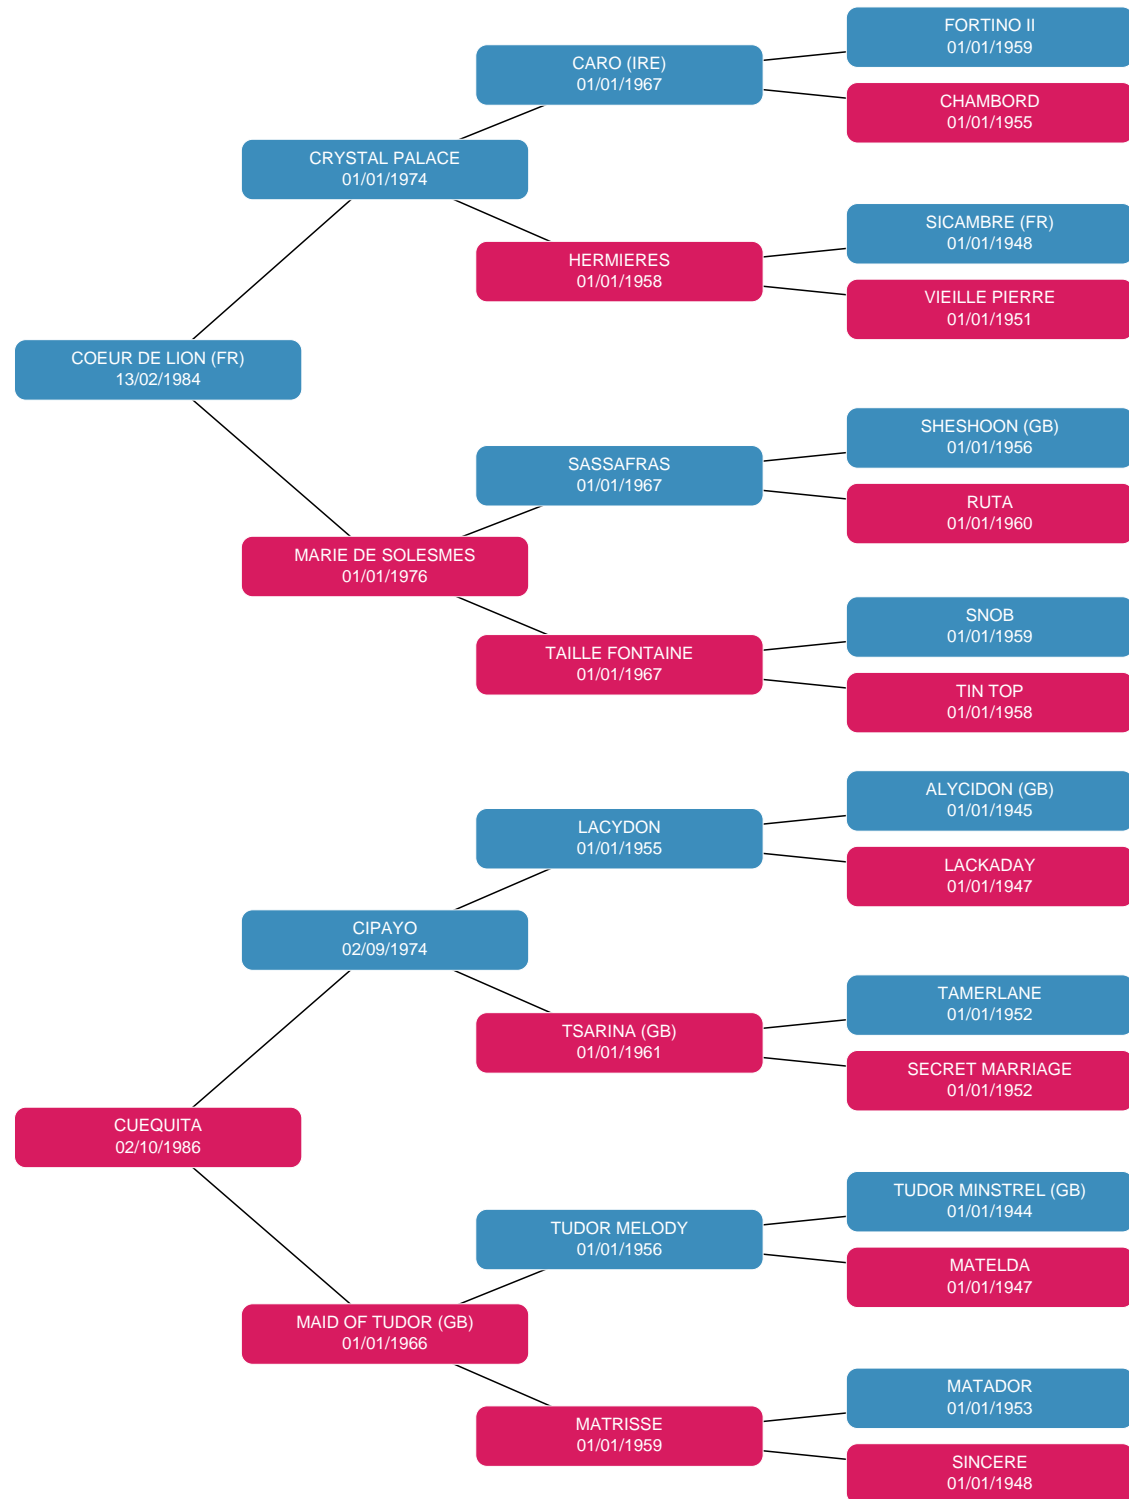 FORTINO II
01/01/1959
CARO (IRE)
01/01/1967
CHAMBORD
01/01/1955
CRYSTAL PALACE
01/01/1974
SICAMBRE (FR)
01/01/1948
HERMIERES
01/01/1958
VIEILLE PIERRE
01/01/1951
COEUR DE LION (FR)
13/02/1984
SHESHOON (GB)
01/01/1956
SASSAFRAS
01/01/1967
RUTA
01/01/1960
MARIE DE SOLESMES
01/01/1976
SNOB
01/01/1959
TAILLE FONTAINE
01/01/1967
TIN TOP
01/01/1958
ALYCIDON (GB)
01/01/1945
LACYDON
01/01/1955
LACKADAY
01/01/1947
CIPAYO
02/09/1974
TAMERLANE
01/01/1952
TSARINA (GB)
01/01/1961
SECRET MARRIAGE
01/01/1952
CUEQUITA
02/10/1986
TUDOR MINSTREL (GB)
01/01/1944
TUDOR MELODY
01/01/1956
MATELDA
01/01/1947
MAID OF TUDOR (GB)
01/01/1966
MATADOR
01/01/1953
MATRISSE
01/01/1959
SINCERE
01/01/1948